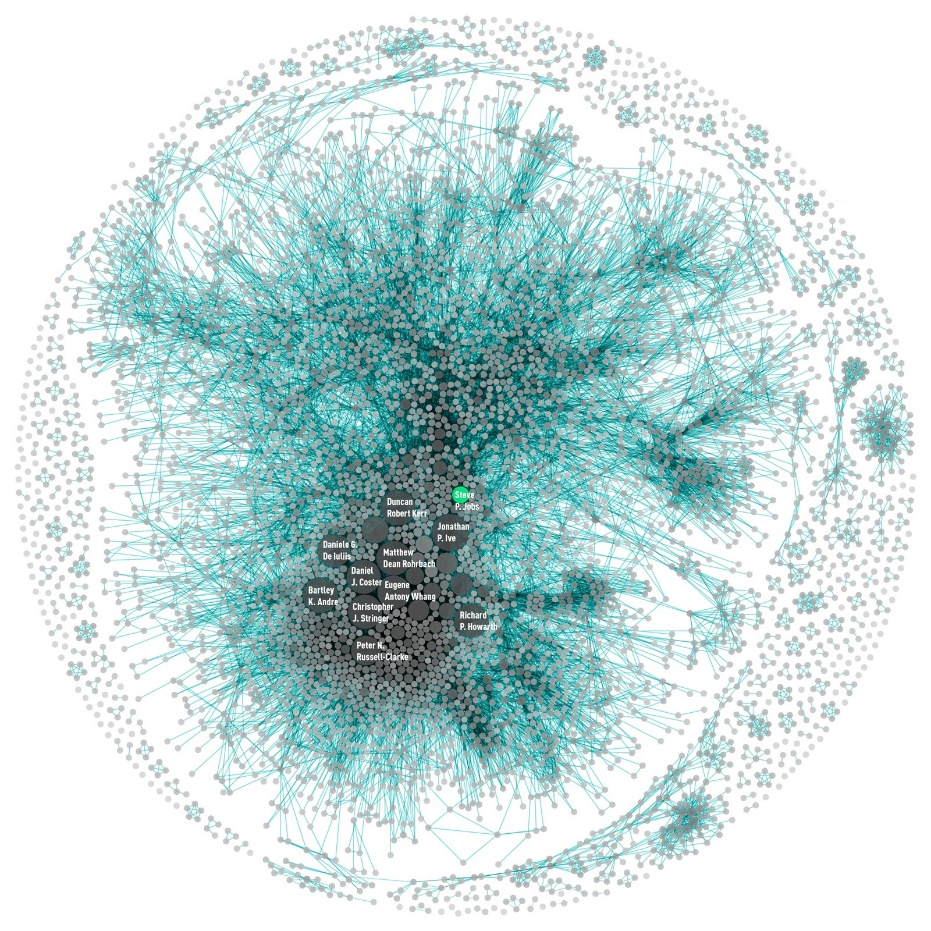 Steve
P. Jobs
Duncan
Robert Kerr
Jonathan
P. Ive
Daniele G.
De Iuliis
Matthew
Dean Rohrbach
Daniel
J. Coster
Eugene
Antony Whang
Bartley
K. Andre
Christopher
J. Stringer
Richard
P. Howarth
Peter N.
Russell-Clarke